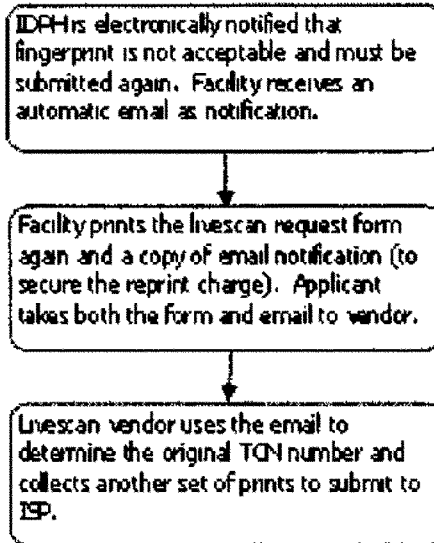 IDPH is electronically notified that
fingerprint is not acceptable and must be
submitted again. Facility receives an
automatic email as notification.
Facility prints the livescan request form
again and a copy of email notification (to
secure the reprint charge). Applicant
takes both the form and email to vendor.
Livescan vendor uses the email to
determine the original TCN number and
collects another set of prints to submit to
ISP.